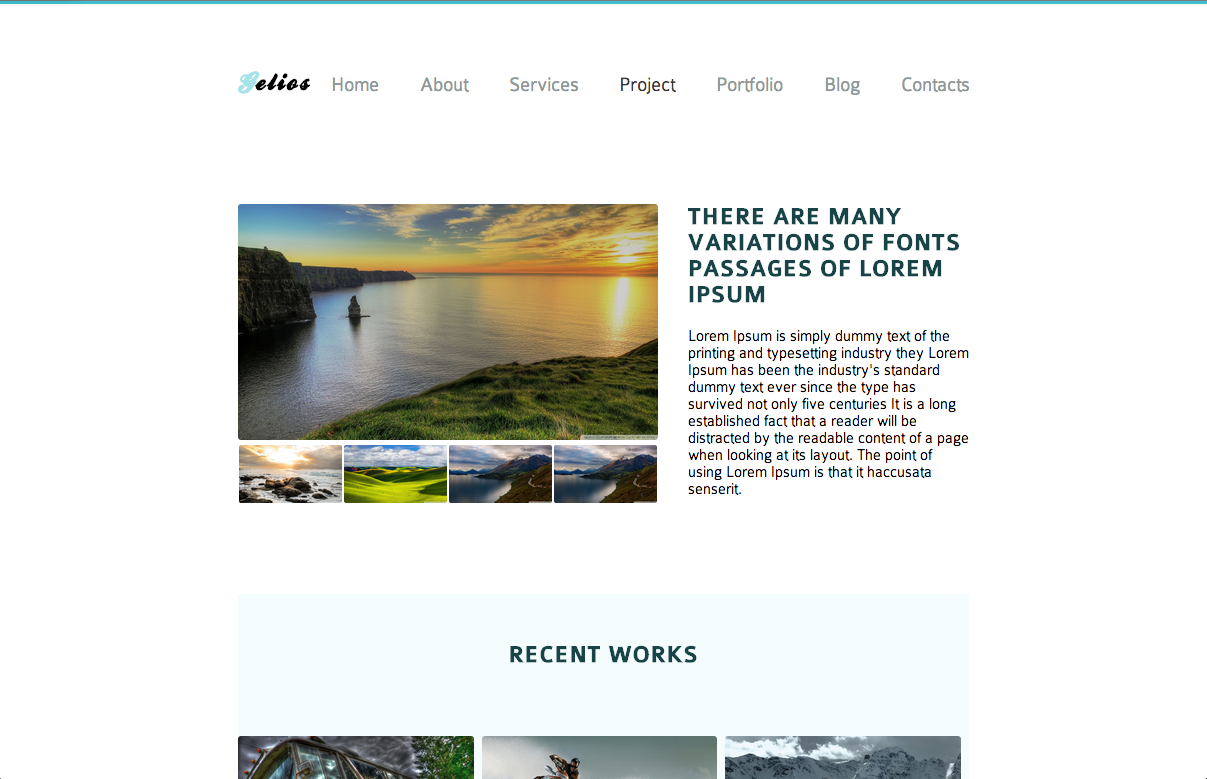 Gelios Home About Services Project Portfolio Blog Contacts
THERE ARE MANY
VARIATIONS OF FONTS
PASSAGES OF LOREM
IPSUM
Lorem Ipsum is simply dummy text of the
printing and typesetting industry they Lorem
Ipsum has been the industry's standard
dummy text ever since the type has
survived not only five centuries It is a long
established fact that a reader will be
distracted by the readable content of a page
when looking at its layout. The point of
using Lorem Ipsum is that it haccusata
senserit.
RECENT WORKS